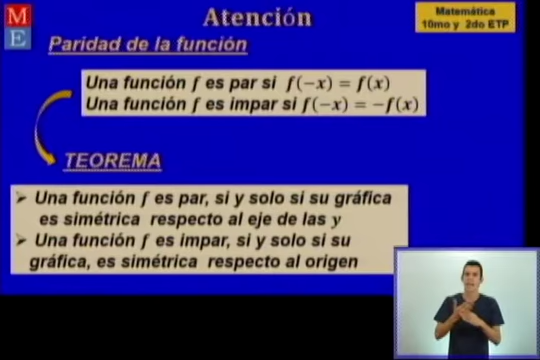 M
E
Atención
Matemática
10mo y 2do ETP
Paridad de la función
Una función f es par si f(−x) = f(x)
Una función f es impar si f(−x) = −f(x)
TEOREMA
➢ Una función f es par, si y solo si su gráfica
es simétrica respecto al eje de las y
➢ Una función f es impar, si y solo si su
gráfica, es simétrica respecto al origen